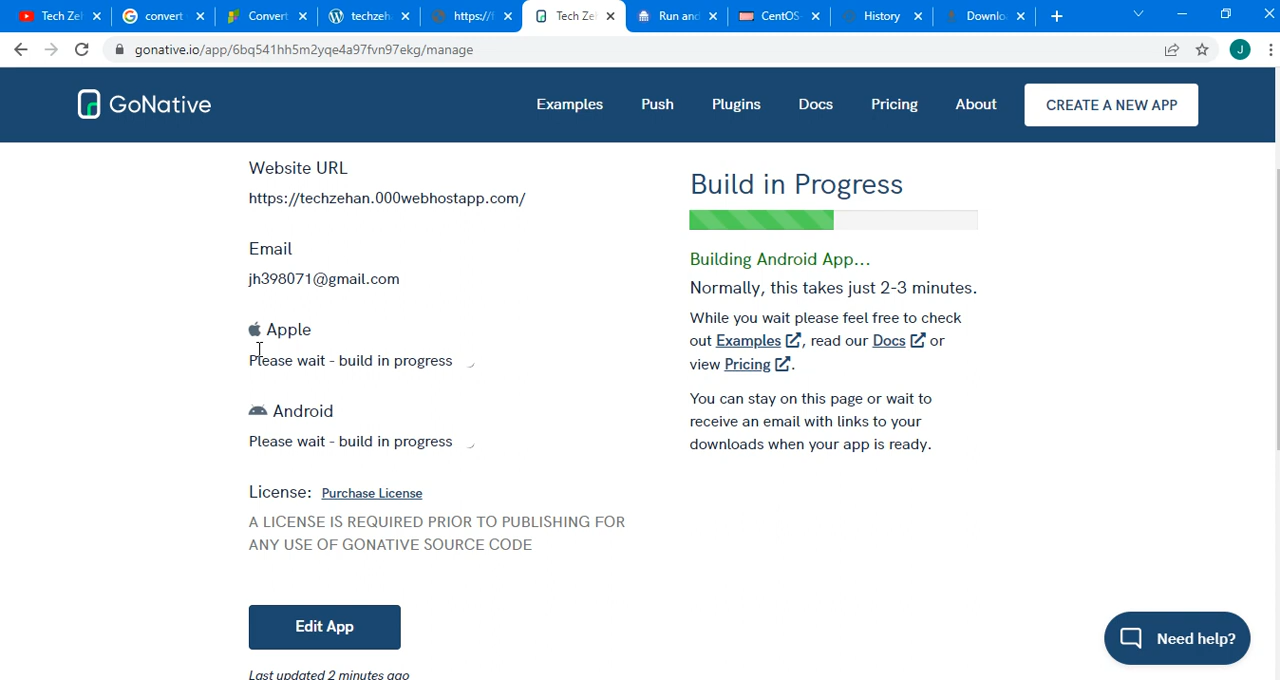 Tech Ze
convert
Convert
techzeh
https://
Tech Ze
Run and
CentOS
History
Downlo
gonative.io/app/6bq541hh5m2yqe4a97fvn97ekg/manage
J
GoNative
Examples
Push
Plugins
Docs
Pricing
About
CREATE A NEW APP
Website URL
https://techzehan.000webhostapp.com/
Email
jh398071@gmail.com
Apple
Please wait - build in progress
Android
Please wait - build in progress
License: Purchase License
A LICENSE IS REQUIRED PRIOR TO PUBLISHING FOR
ANY USE OF GONATIVE SOURCE CODE
Edit App
Last updated 2 minutes ago
Build in Progress
Building Android App...
Normally, this takes just 2-3 minutes.
While you wait please feel free to check
out Examples, read our Docs or
view Pricing.
You can stay on this page or wait to
receive an email with links to your
downloads when your app is ready.
Need help?